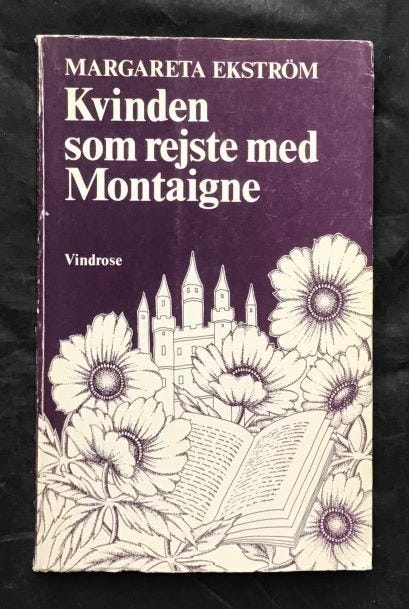 MARGARETA EKSTRÖM
Kvinden
som rejste med
Montaigne
Vindrose